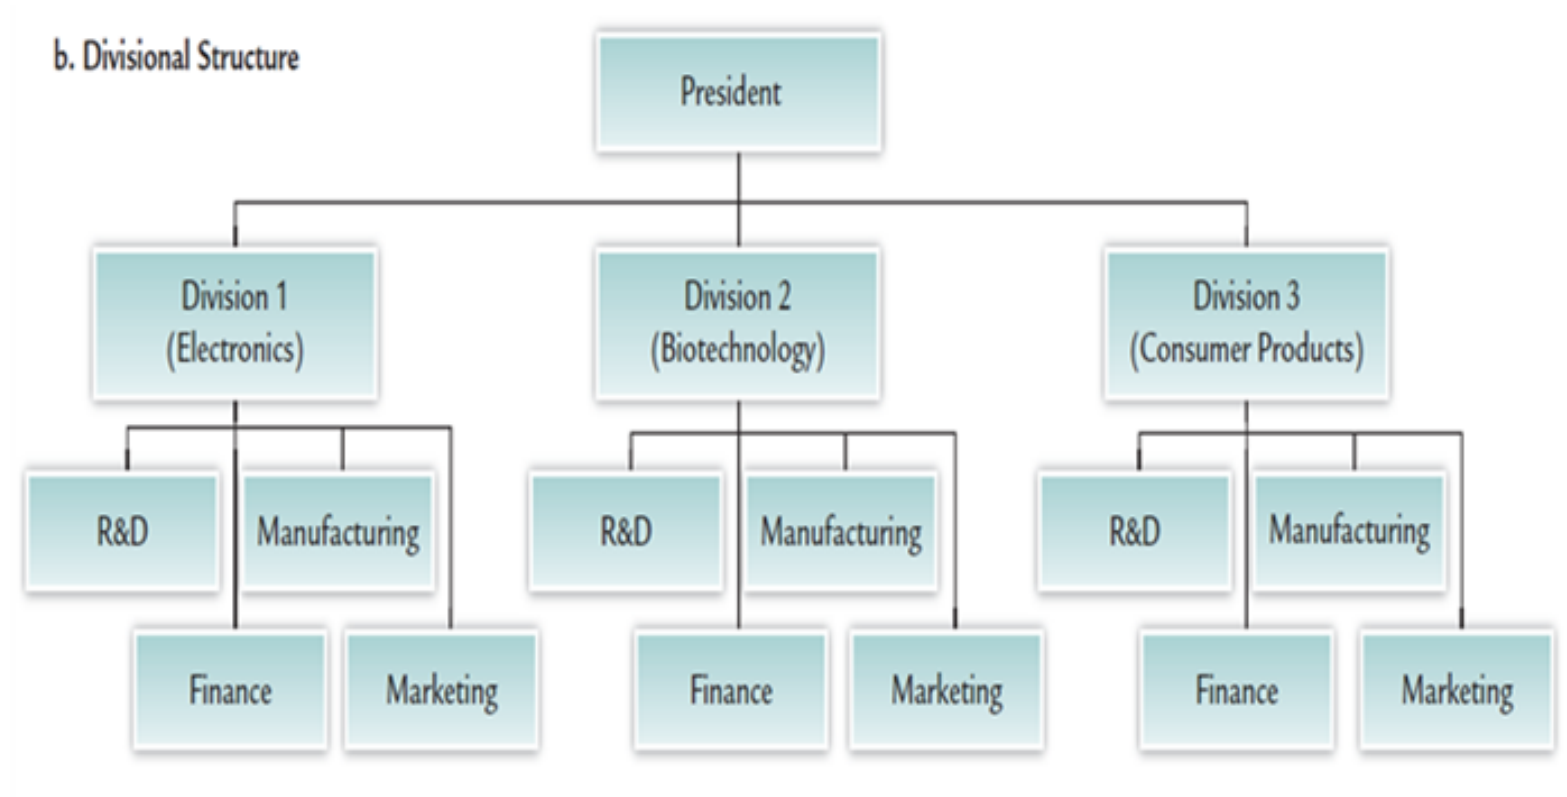 b. Divisional Structure
President
Division 1
(Electronics)
Division 2
(Biotechnology)
Division 3
(Consumer Products)
R&D
Manufacturing
R&D
Manufacturing
R&D
Manufacturing
Finance
Marketing
Finance
Marketing
Finance
Marketing